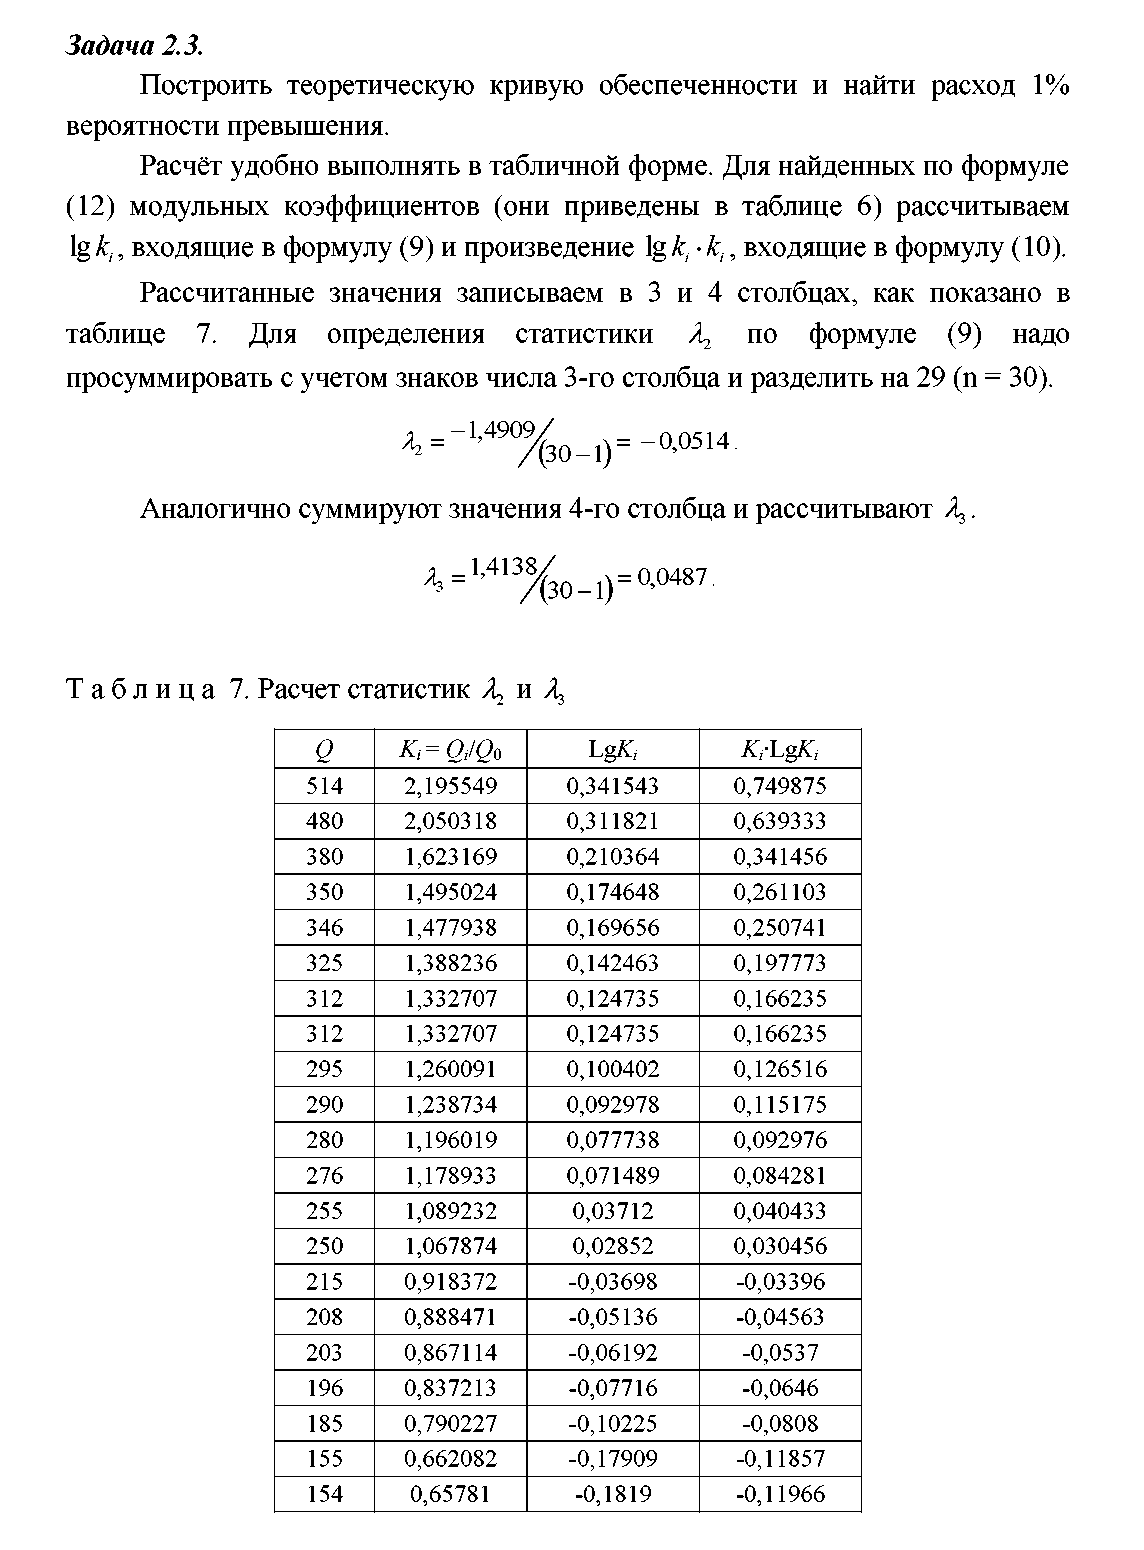 Задача 2.3.
Построить теоретическую кривую обеспеченности и найти расход 1%
вероятности превышения.
Расчёт удобно выполнять в табличной форме. Для найденных по формуле
(12) модульных коэффициентов (они приведены в таблице 6) рассчитываем
lg kᵢ, входящие в формулу (9) и произведение lg kᵢ · kᵢ, входящие в формулу (10).
Рассчитанные значения записываем в 3 и 4 столбцах, как показано в
таблице 7. Для определения статистики λ₂ по формуле (9) надо
просуммировать с учетом знаков числа 3-го столбца и разделить на 29 (n = 30).
λ₂ = −1,4909/(30−1) = −0,0514.
Аналогично суммируют значения 4-го столбца и рассчитывают λ₃.
λ₃ = 1,4138/(30−1) = 0,0487.
Таблица 7. Расчет статистик λ₂ и λ₃
Q Kᵢ = Qᵢ/Q₀ LgKᵢ Kᵢ·LgKᵢ
514 2,195549 0,341543 0,749875
480 2,050318 0,311821 0,639333
380 1,623169 0,210364 0,341456
350 1,495024 0,174648 0,261103
346 1,477938 0,169656 0,250741
325 1,388236 0,142463 0,197773
312 1,332707 0,124735 0,166235
312 1,332707 0,124735 0,166235
295 1,260091 0,100402 0,126516
290 1,238734 0,092978 0,115175
280 1,196019 0,077738 0,092976
276 1,178933 0,071489 0,084281
255 1,089232 0,03712 0,040433
250 1,067874 0,02852 0,030456
215 0,918372 -0,03698 -0,03396
208 0,888471 -0,05136 -0,04563
203 0,867114 -0,06192 -0,0537
196 0,837213 -0,07716 -0,0646
185 0,790227 -0,10225 -0,0808
155 0,662082 -0,17909 -0,11857
154 0,65781 -0,1819 -0,11966